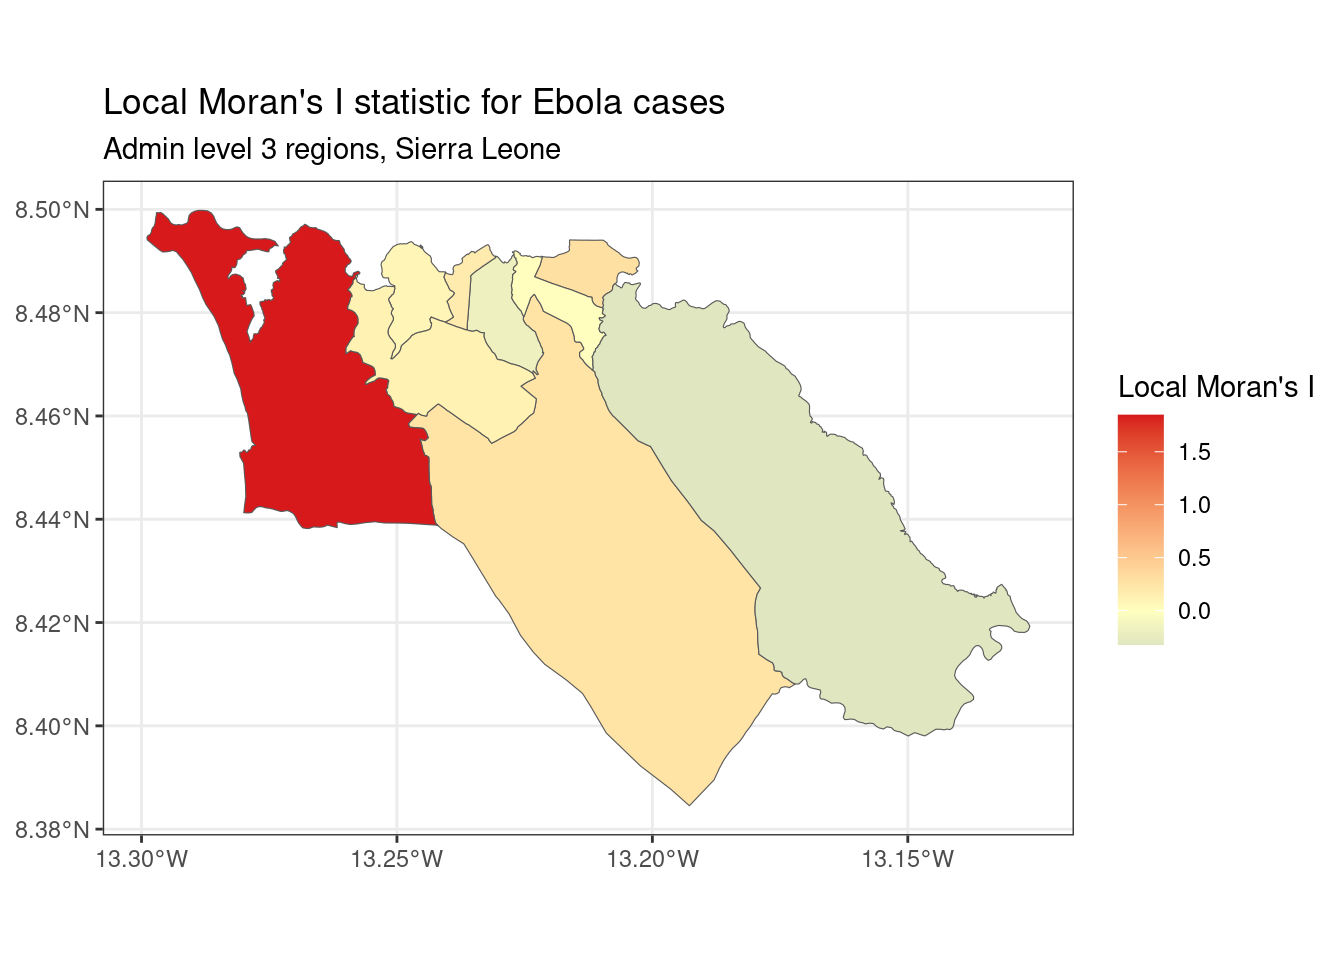 Local Moran's I statistic for Ebola cases
Admin level 3 regions, Sierra Leone
8.50°N
8.48°N
8.46°N
8.44°N
8.42°N
8.40°N
8.38°N
13.30°W
13.25°W
13.20°W
13.15°W
Local Moran's I
1.5
1.0
0.5
0.0